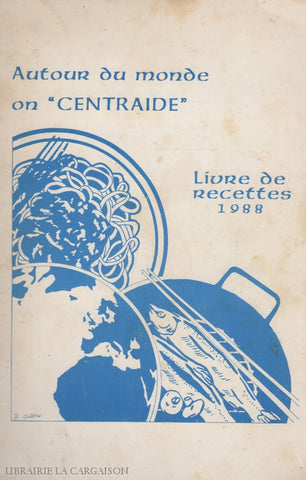 Autour du monde
on "CENTRAIDE"
Livre de
recettes
1988
LIBRAIRIE LA CARGAISON